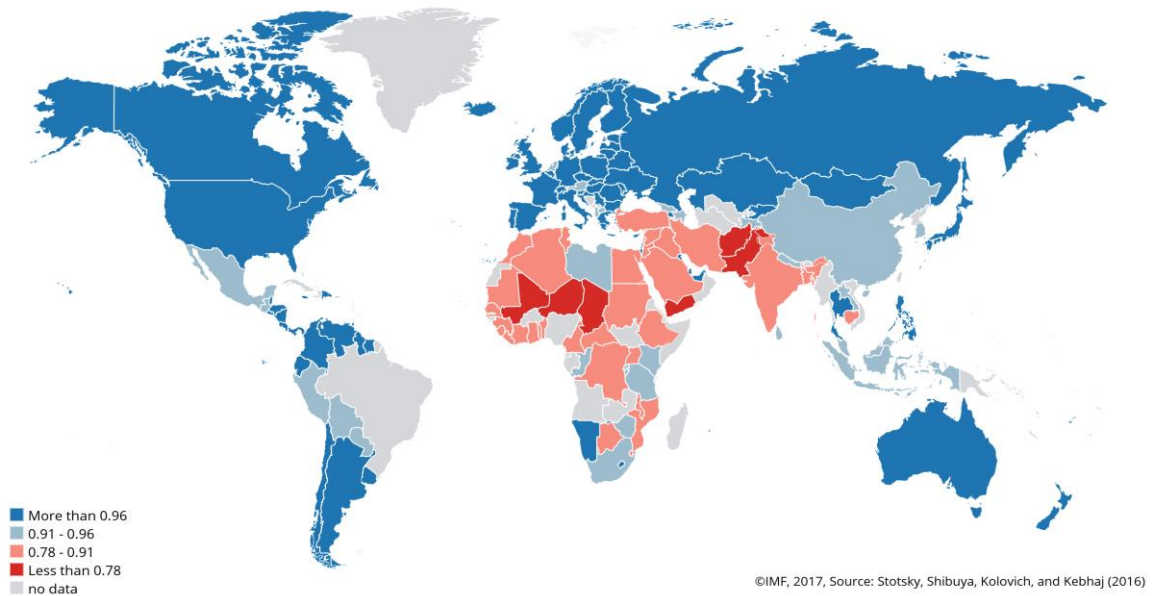 More than 0.96
0.91 - 0.96
0.78 - 0.91
Less than 0.78
no data
©IMF, 2017, Source: Stotsky, Shibuya, Kolovich, and Kebhaj (2016)